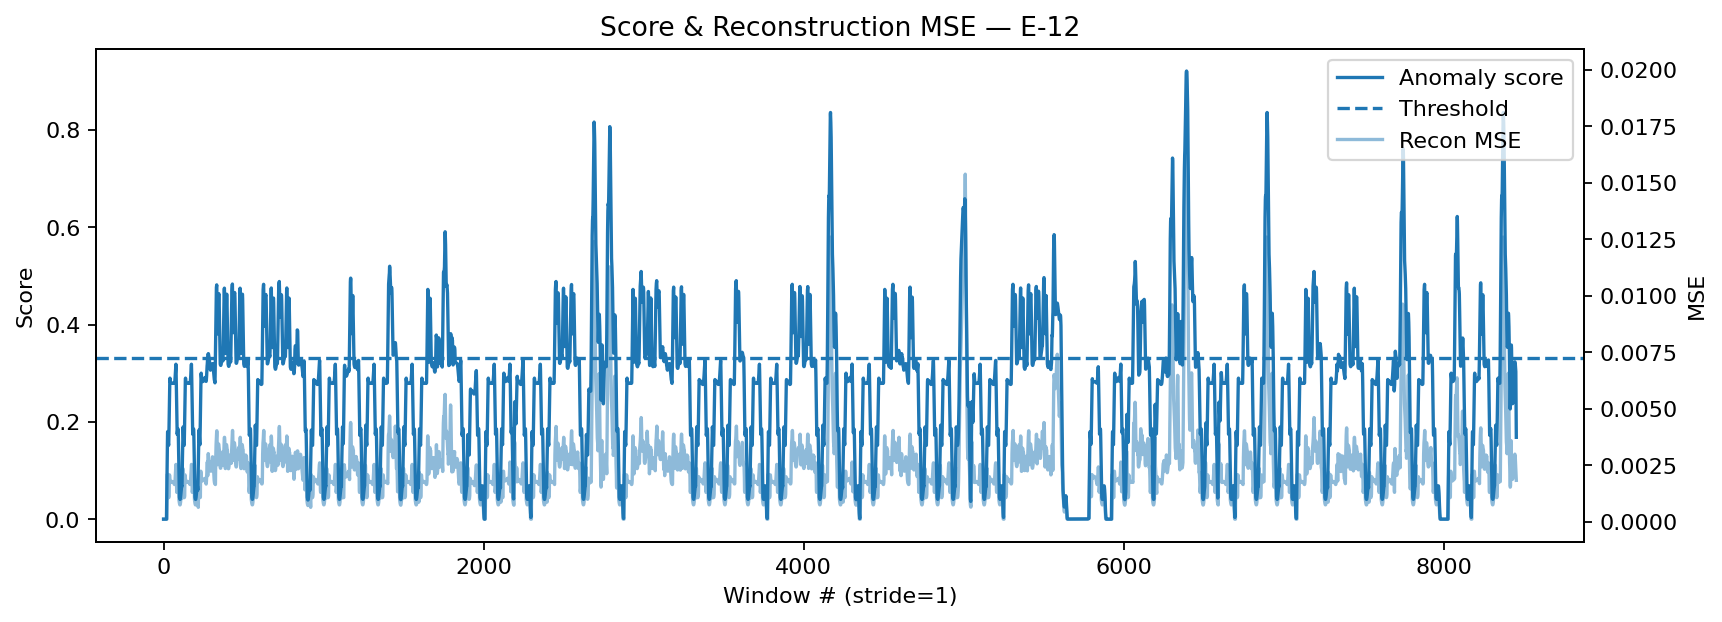 Score & Reconstruction MSE — E-12
Anomaly score
Threshold
Recon MSE
Score
0.8
0.6
0.4
0.2
0.0
0.0200
0.0175
0.0150
0.0125
0.0100
0.0075
0.0050
0.0025
0.0000
MSE
0
2000
4000
6000
8000
Window # (stride=1)